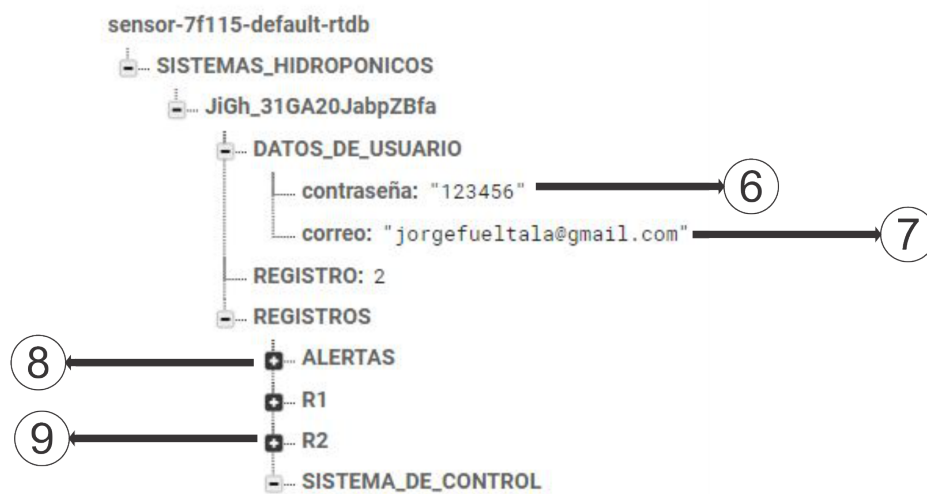 sensor-7f115-default-rtdb
SISTEMAS_HIDROPONICOS
JiGh_31GA20JabpZBfa
DATOS_DE_USUARIO
contraseña: "123456" 6
correo: "jorgefueltala@gmail.com" 7
REGISTRO: 2
REGISTROS
8 ALERTAS
R1
9 R2
SISTEMA_DE_CONTROL